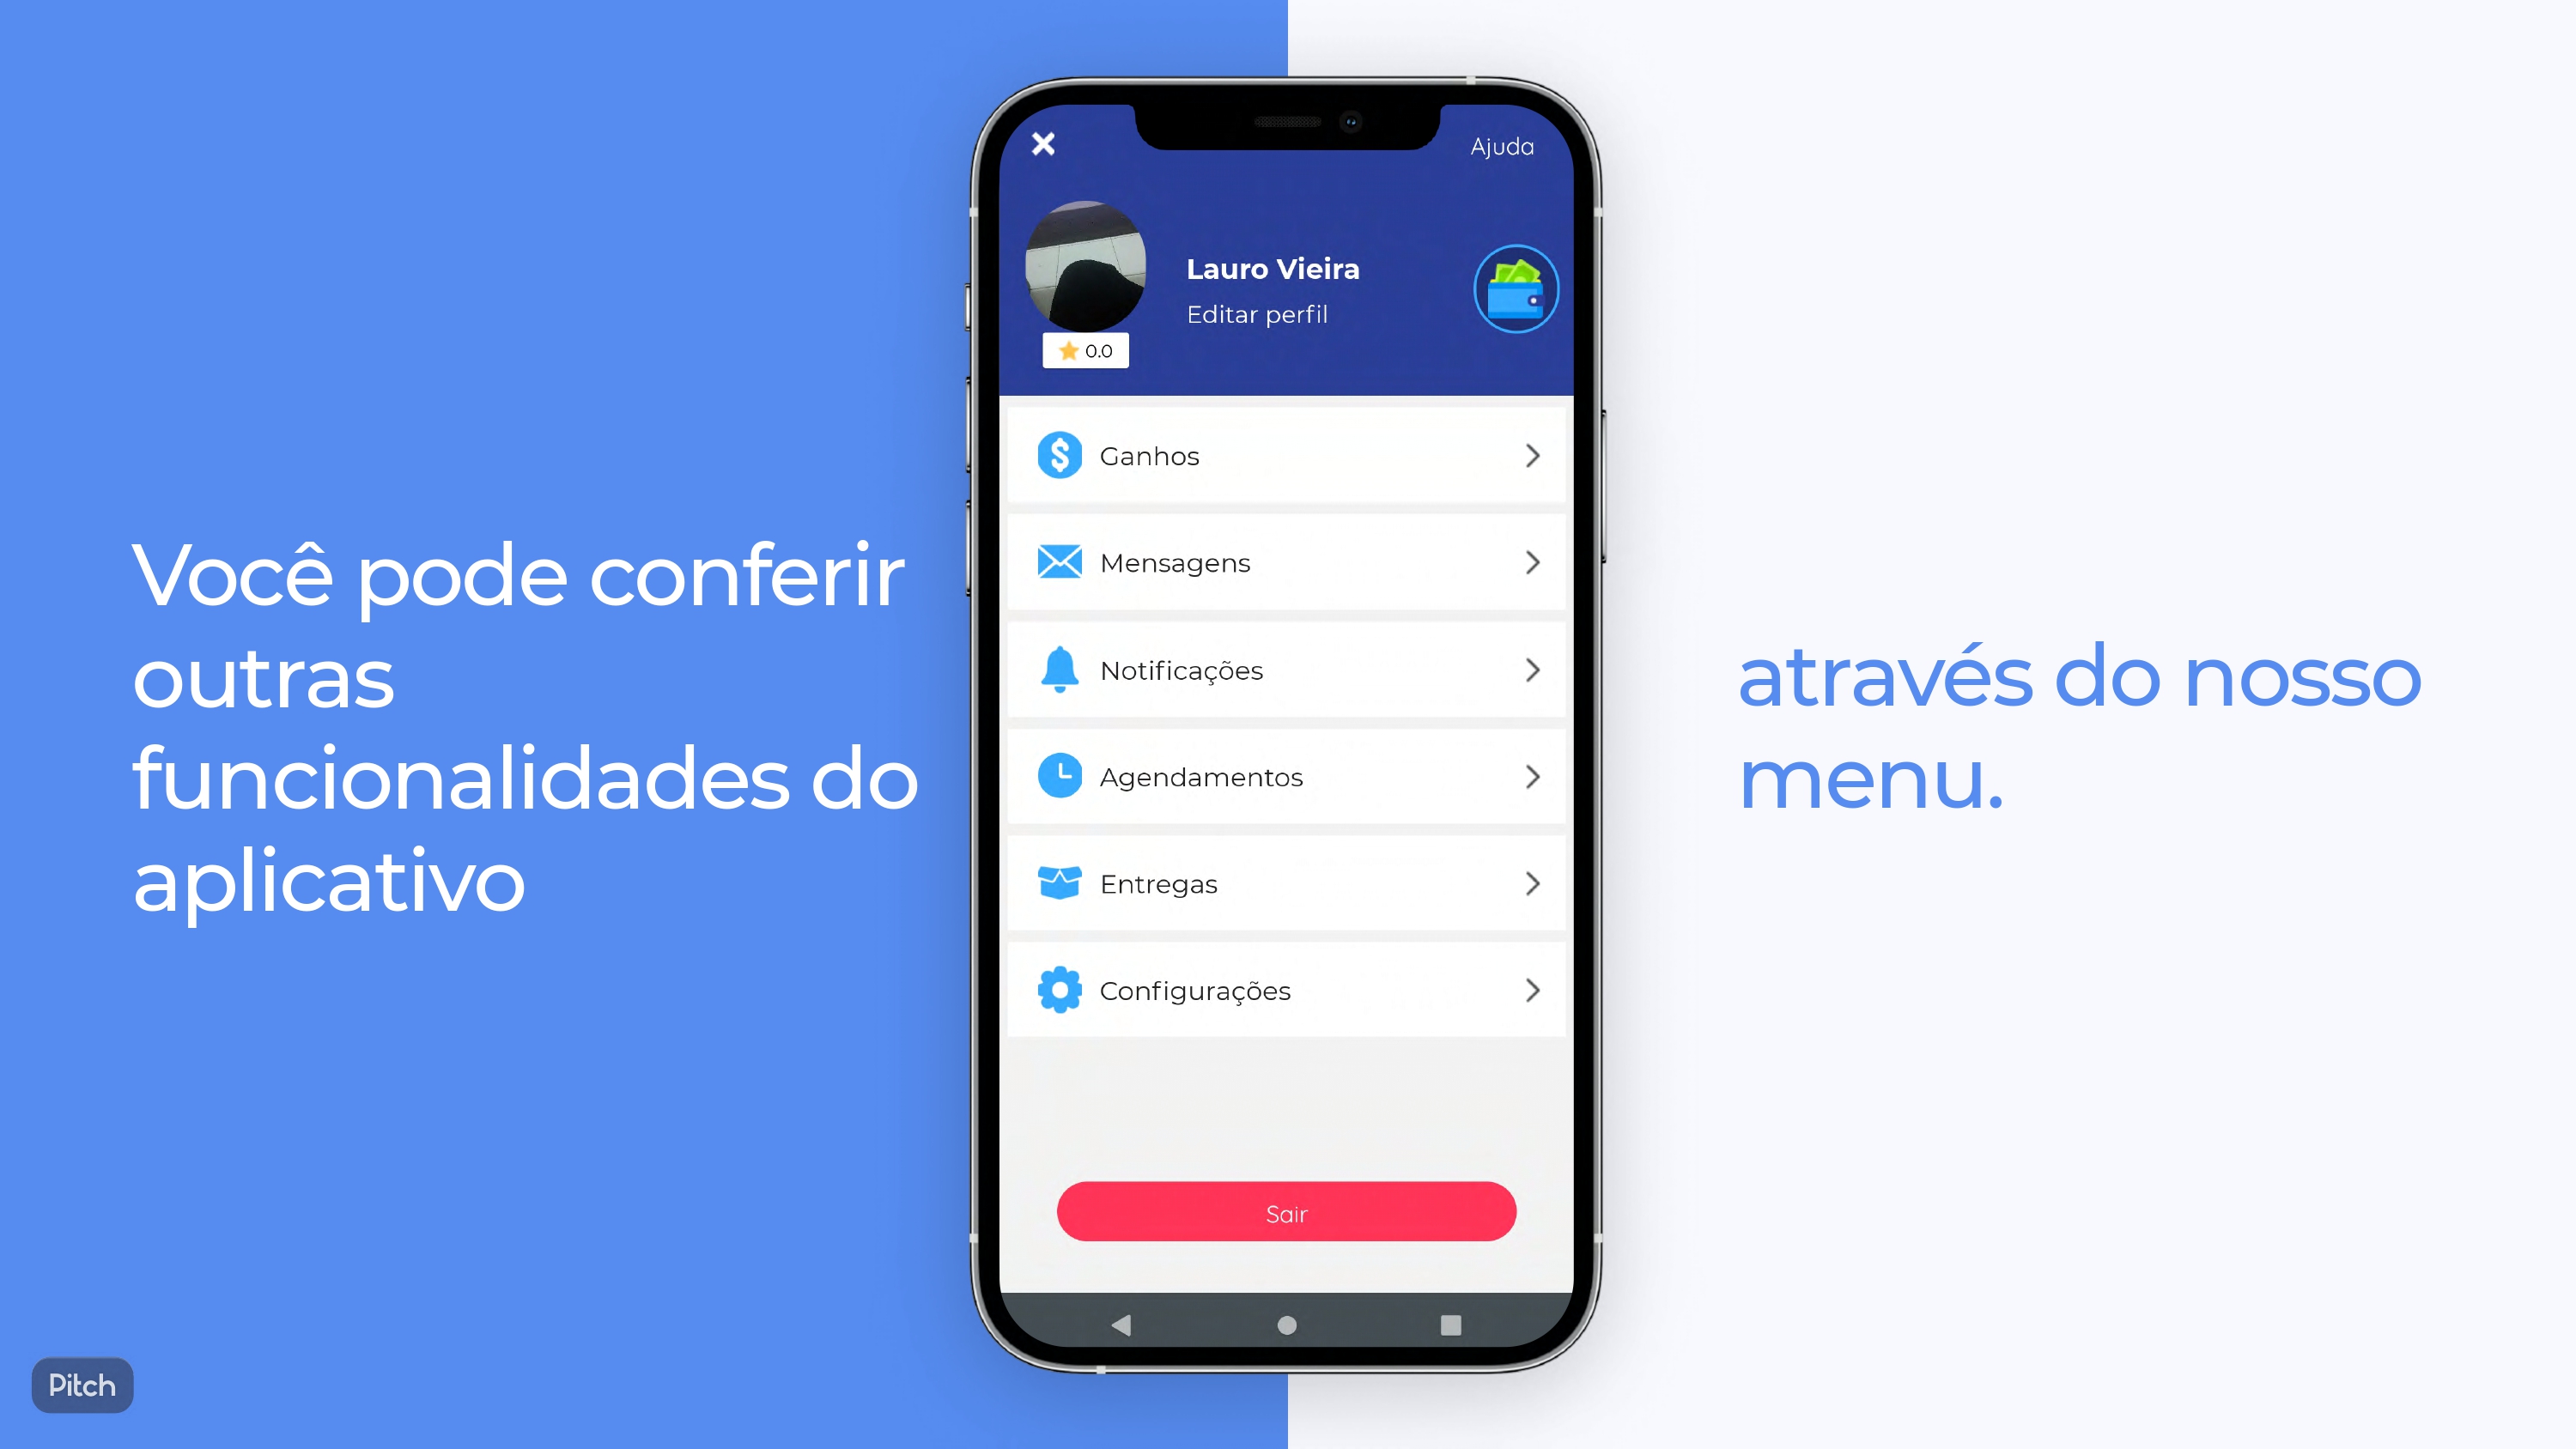 Você pode conferir
outras
funcionalidades do
aplicativo
Ajuda
Lauro Vieira
Editar perfil
0.0
Ganhos
Mensagens
Notificações
Agendamentos
Entregas
Configurações
Sair
através do nosso
menu.
Pitch